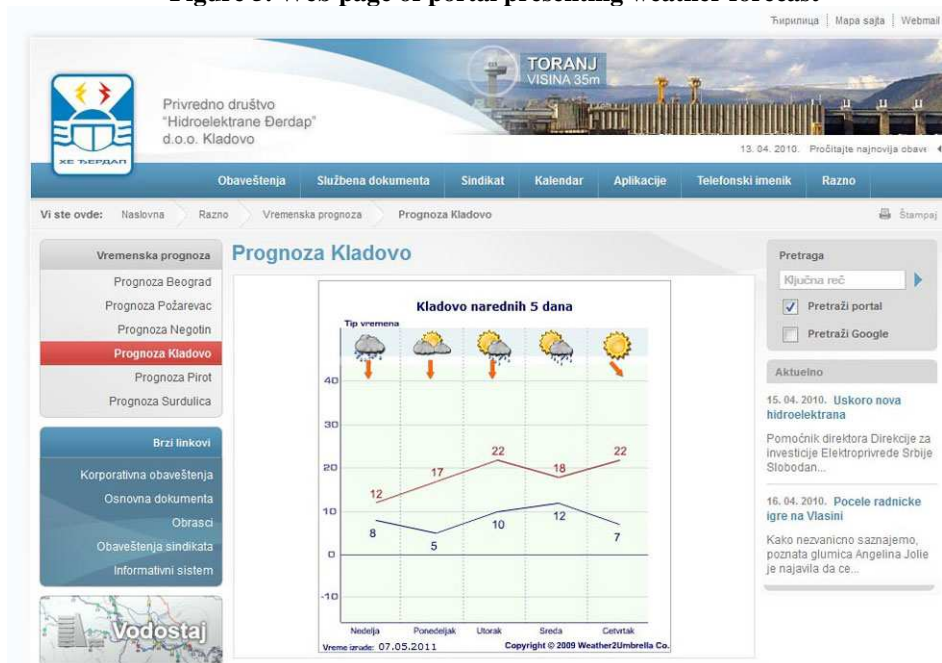 Figure 3. Web page of portal presenting weather forecast
Ћирилица | Mapa sajta | Webmail
TORANJ
VISINA 35m
Privredno društvo
"Hidroelektrane Đerdap"
d.o.o. Kladovo
ХЕ ЂЕРДАП
13. 04. 2010. Pročitajte najnovija obave
Obaveštenja Službena dokumenta Sindikat Kalendar Aplikacije Telefonski imenik Razno
Vi ste ovde: Naslovna Razno Vremenska prognoza Prognoza Kladovo Štampaj
Vremenska prognoza
Prognoza Beograd
Prognoza Požarevac
Prognoza Negotin
Prognoza Kladovo
Prognoza Pirot
Prognoza Surdulica
Brzi linkovi
Korporativna obaveštenja
Osnovna dokumenta
Obrasci
Obaveštenja sindikata
Informativni sistem
Vodostaj
Prognoza Kladovo
Kladovo narednih 5 dana
Tip vremena
40
30
20
10
0
-10
12 17 22 18 22
8 5 10 12 7
Nedelja Ponedeljak Utorak Sreda Cetvrtak
Vreme izrade: 07.05.2011 Copyright © 2009 Weather2Umbrella Co.
Pretraga
Ključna reč
Pretraži portal
Pretraži Google
Aktuelno
15. 04. 2010. Uskoro nova
hidroelektrana
Pomoćnik direktora Direkcije za
investicije Elektroprivrede Srbije
Slobodan...
16. 04. 2010. Pocele radnicke
igre na Vlasini
Kako nezvanicno saznajemo,
poznata glumica Angelina Jolie
je najavila da ce...